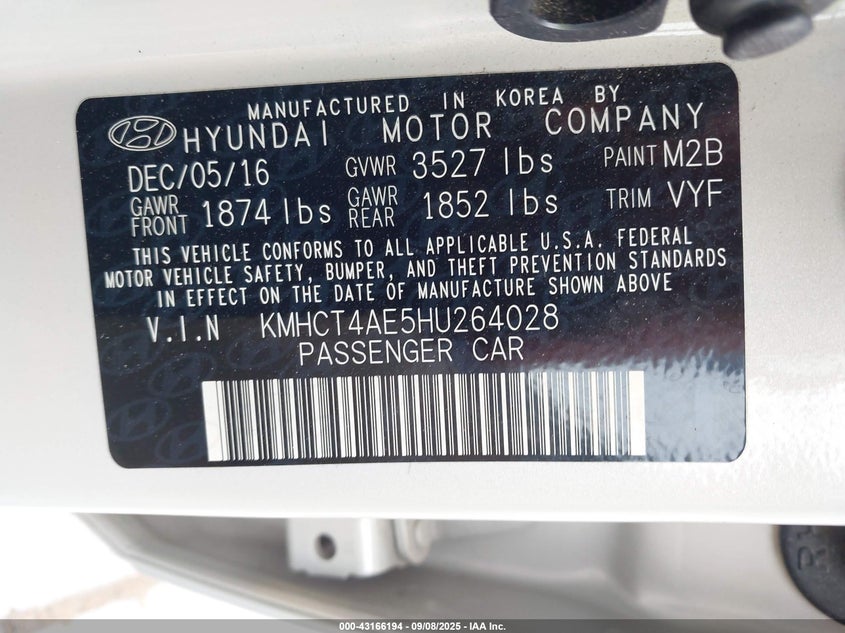 MANUFACTURED IN KOREA BY
HYUNDAI MOTOR COMPANY
DEC/05/16 GVWR 3527 lbs PAINT M2B
GAWR FRONT 1874 lbs GAWR REAR 1852 lbs TRIM VYF
THIS VEHICLE CONFORMS TO ALL APPLICABLE U.S.A. FEDERAL
MOTOR VEHICLE SAFETY, BUMPER, AND THEFT PREVENTION STANDARDS
IN EFFECT ON THE DATE OF MANUFACTURE SHOWN ABOVE
V.I.N KMHCT4AE5HU264028
PASSENGER CAR
000-43166194 - 09/08/2025 - IAA Inc.